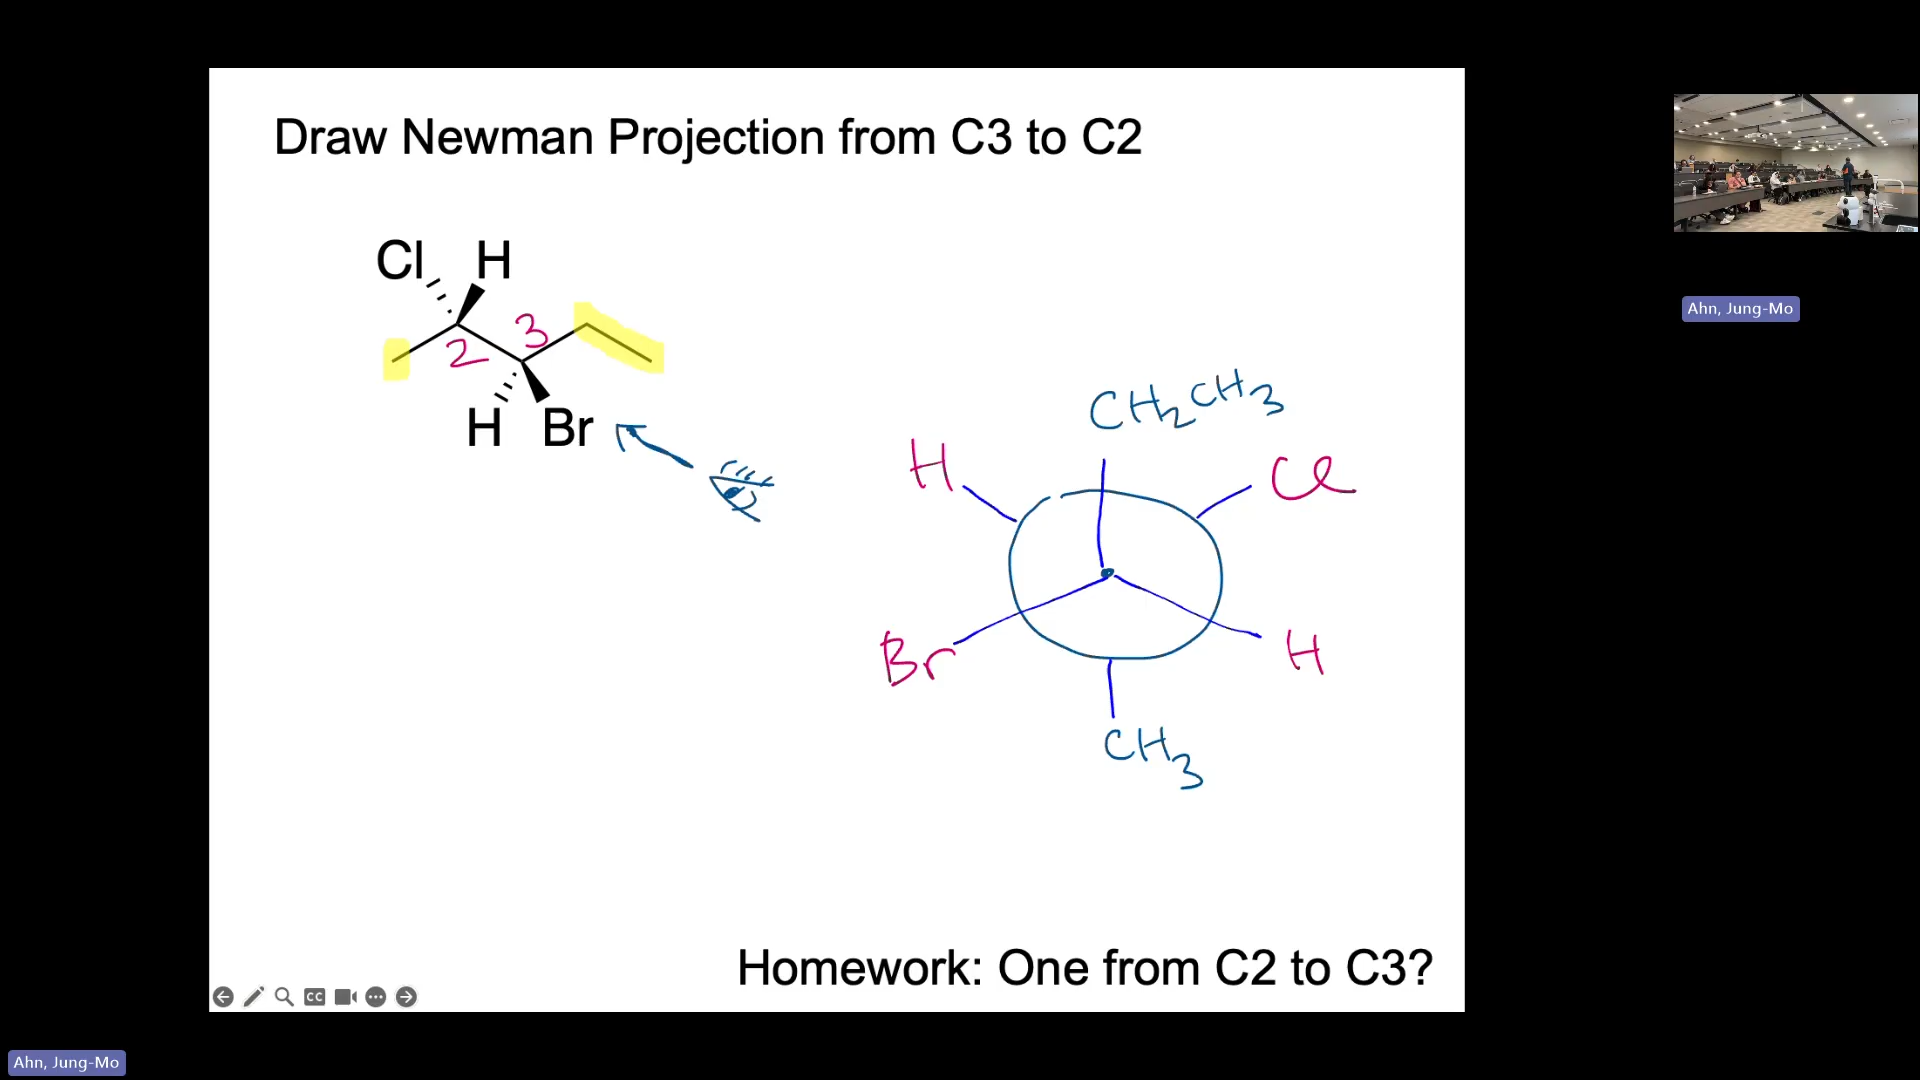 Draw Newman Projection from C3 to C2
Cl H
3
2
H Br
CH2CH3
H Cl
Br H
CH3
Homework: One from C2 to C3?
CC
Ahn, Jung-Mo
Ahn, Jung-Mo